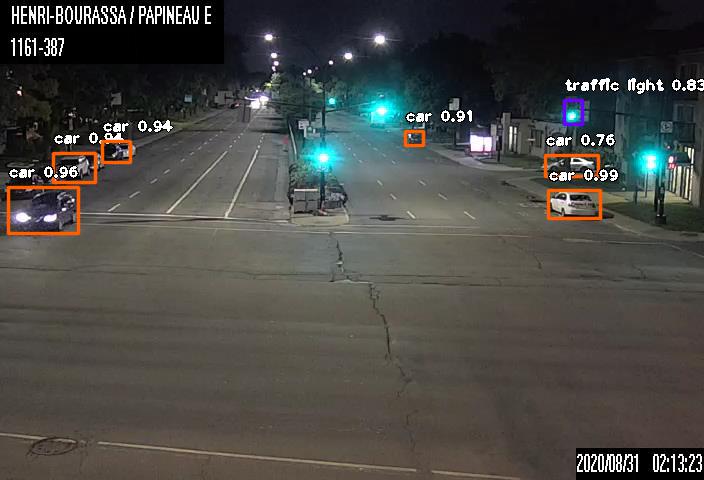 HENRI-BOURASSA / PAPINEAU E
1161-387
traffic light 0.83
car 0.91
car 0.94
car 0.94
car 0.76
car 0.96
car 0.99
2020/08/31 02:13:23